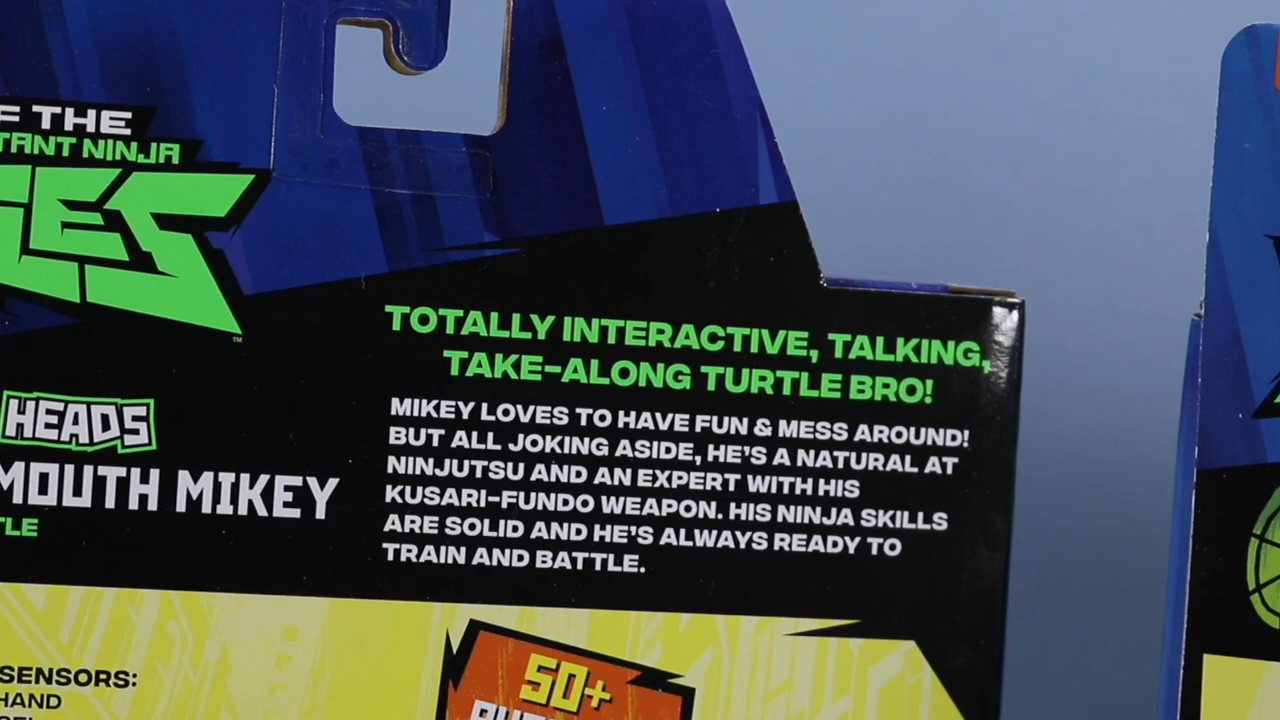 F THE
TANT NINJA
ES
TOTALLY INTERACTIVE, TALKING,
TAKE-ALONG TURTLE BRO!
MIKEY LOVES TO HAVE FUN & MESS AROUND!
BUT ALL JOKING ASIDE, HE'S A NATURAL AT
NINJUTSU AND AN EXPERT WITH HIS
KUSARI-FUNDO WEAPON. HIS NINJA SKILLS
ARE SOLID AND HE'S ALWAYS READY TO
TRAIN AND BATTLE.
HEADS
MOUTH MIKEY
TLE
SENSORS:
HAND
50+